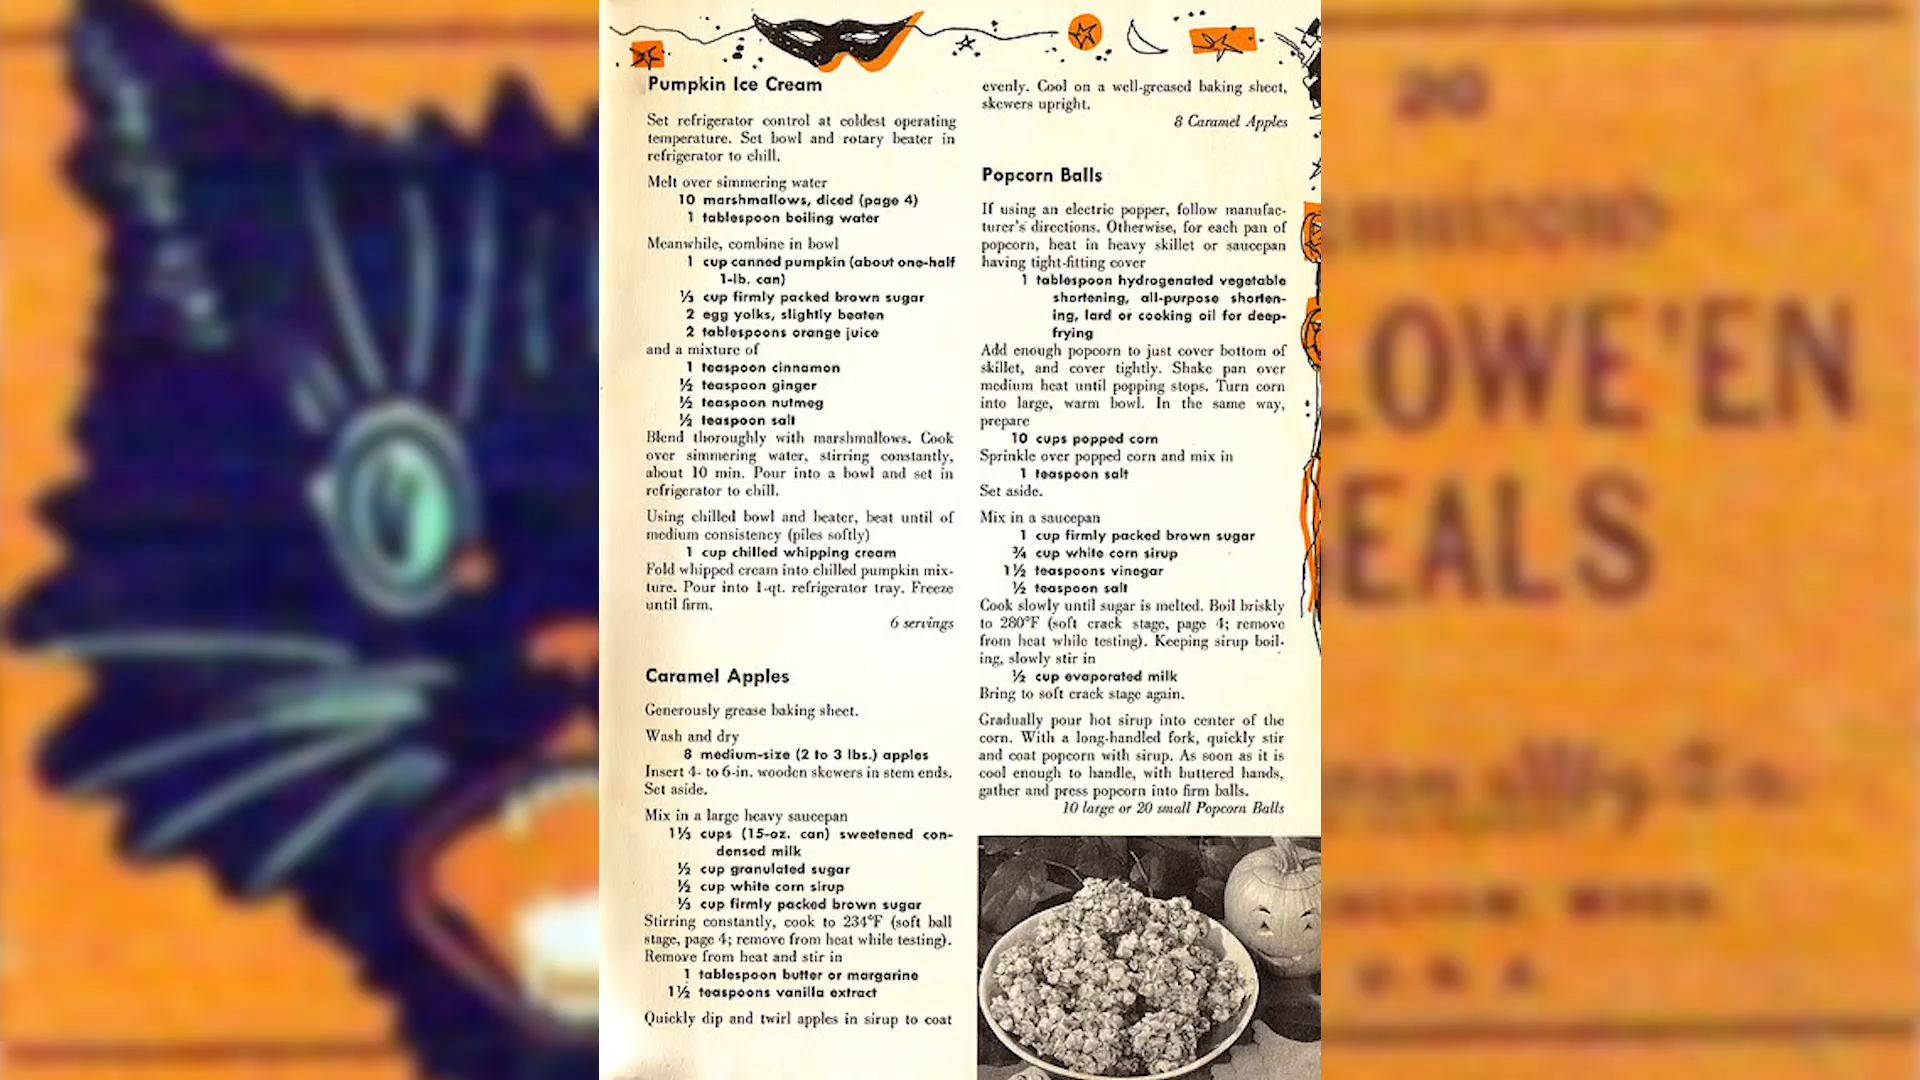 Pumpkin Ice Cream
Set refrigerator control at coldest operating
temperature. Set bowl and rotary beater in
refrigerator to chill.
Melt over simmering water
10 marshmallows, diced (page 4)
1 tablespoon boiling water
Meanwhile, combine in bowl
1 cup canned pumpkin (about one-half
1-lb. can)
⅓ cup firmly packed brown sugar
2 egg yolks, slightly beaten
2 tablespoons orange juice
and a mixture of
1 teaspoon cinnamon
½ teaspoon ginger
½ teaspoon nutmeg
½ teaspoon salt
Blend thoroughly with marshmallows. Cook
over simmering water, stirring constantly,
about 10 min. Pour into a bowl and set in
refrigerator to chill.
Using chilled bowl and beater, beat until of
medium consistency (piles softly)
1 cup chilled whipping cream
Fold whipped cream into chilled pumpkin mix-
ture. Pour into 1-qt. refrigerator tray. Freeze
until firm.
6 servings
Caramel Apples
Generously grease baking sheet.
Wash and dry
8 medium-size (2 to 3 lbs.) apples
Insert 4- to 6-in. wooden skewers in stem ends.
Set aside.
Mix in a large heavy saucepan
1⅓ cups (15-oz. can) sweetened con-
densed milk
½ cup granulated sugar
½ cup white corn sirup
⅓ cup firmly packed brown sugar
Stirring constantly, cook to 234°F (soft ball
stage, page 4; remove from heat while testing).
Remove from heat and stir in
1 tablespoon butter or margarine
1½ teaspoons vanilla extract
Quickly dip and twirl apples in sirup to coat
evenly. Cool on a well-greased baking sheet,
skewers upright.
8 Caramel Apples
Popcorn Balls
If using an electric popper, follow manufac-
turer's directions. Otherwise, for each pan of
popcorn, heat in heavy skillet or saucepan
having tight-fitting cover
1 tablespoon hydrogenated vegetable
shortening, all-purpose shorten-
ing, lard or cooking oil for deep-
frying
Add enough popcorn to just cover bottom of
skillet, and cover tightly. Shake pan over
medium heat until popping stops. Turn corn
into large, warm bowl. In the same way,
prepare
10 cups popped corn
Sprinkle over popped corn and mix in
1 teaspoon salt
Set aside.
Mix in a saucepan
1 cup firmly packed brown sugar
¾ cup white corn sirup
1½ teaspoons vinegar
½ teaspoon salt
Cook slowly until sugar is melted. Boil briskly
to 280°F (soft crack stage, page 4; remove
from heat while testing). Keeping sirup boil-
ing, slowly stir in
½ cup evaporated milk
Bring to soft crack stage again.
Gradually pour hot sirup into center of the
corn. With a long-handled fork, quickly stir
and coat popcorn with sirup. As soon as it is
cool enough to handle, with buttered hands,
gather and press popcorn into firm balls.
10 large or 20 small Popcorn Balls
20
LOWE'EN
EALS
U.S.A.